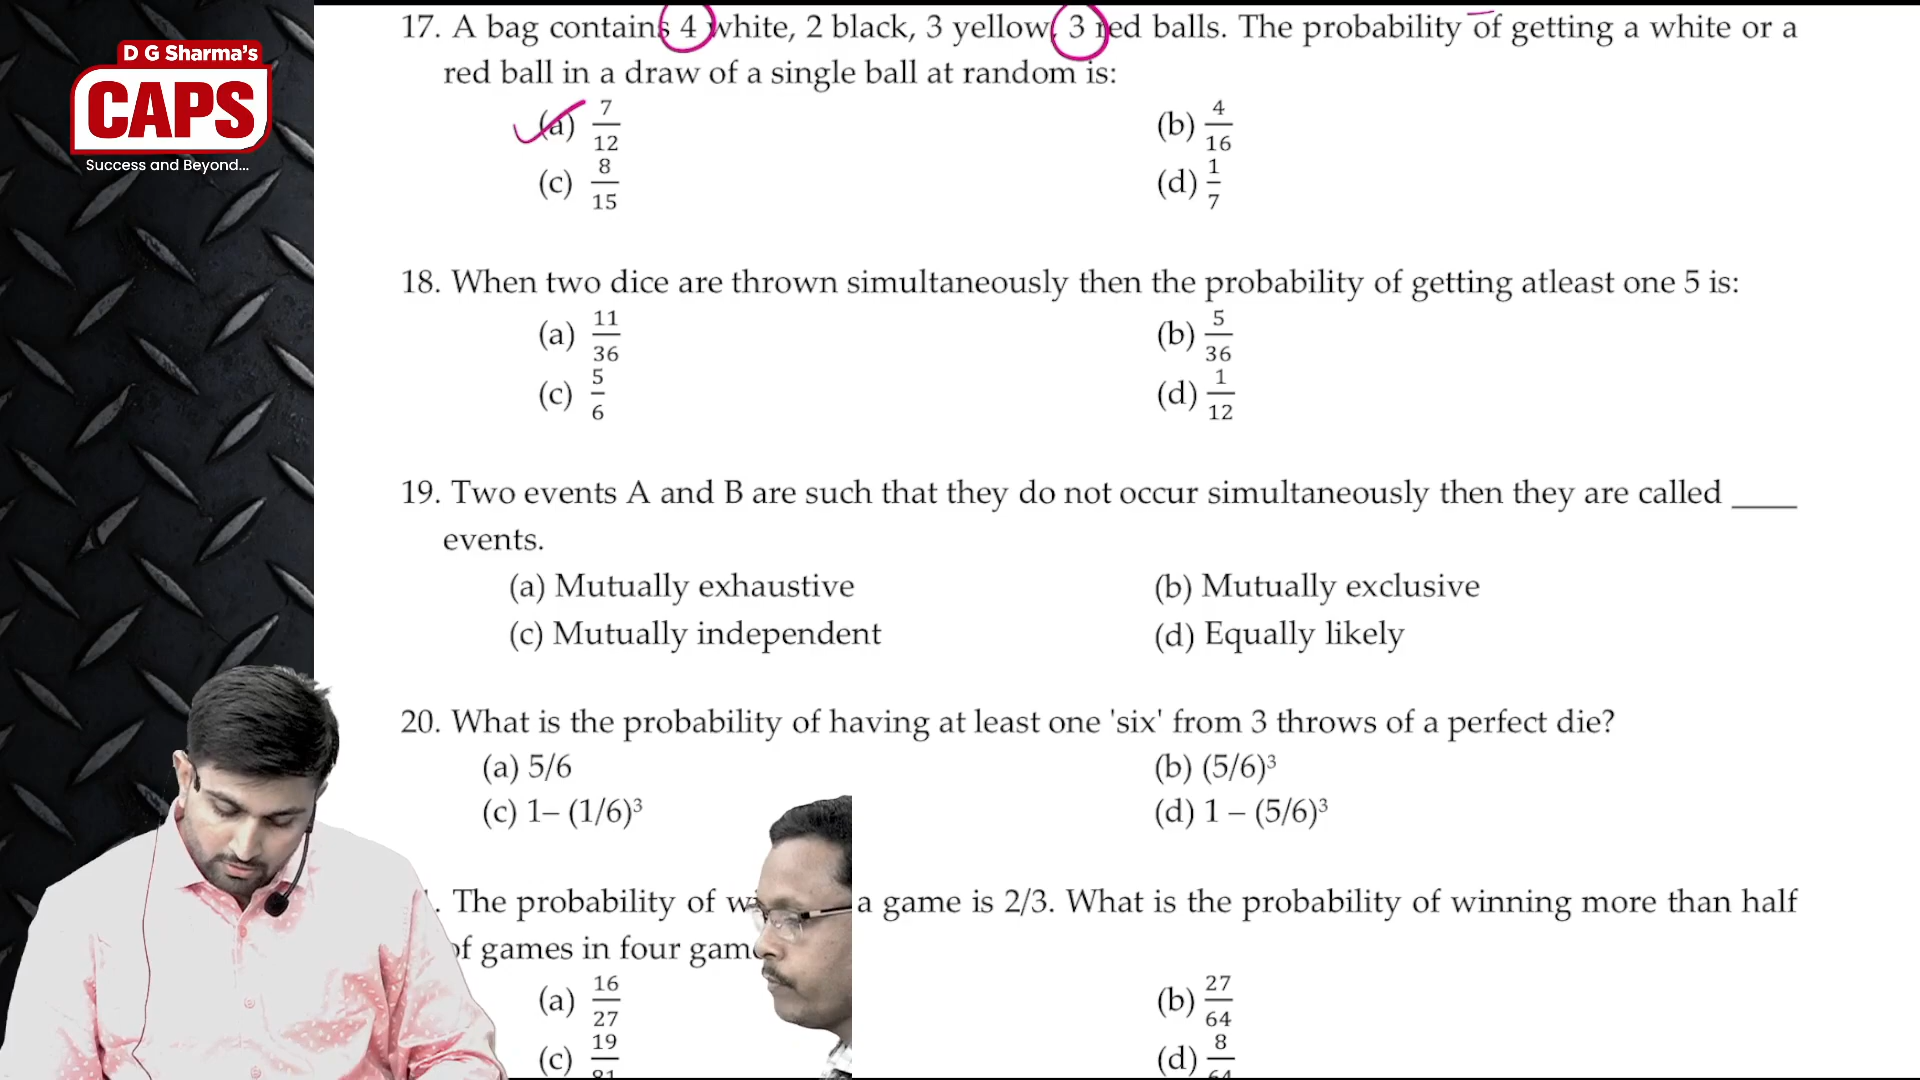 D G Sharma's
CAPS
Success and Beyond...
17. A bag contains 4 white, 2 black, 3 yellow, 3 red balls. The probability of getting a white or a
red ball in a draw of a single ball at random is:
(a) 7/12 (b) 4/16
(c) 8/15 (d) 1/7
18. When two dice are thrown simultaneously then the probability of getting atleast one 5 is:
(a) 11/36 (b) 5/36
(c) 5/6 (d) 1/12
19. Two events A and B are such that they do not occur simultaneously then they are called ____
events.
(a) Mutually exhaustive (b) Mutually exclusive
(c) Mutually independent (d) Equally likely
20. What is the probability of having at least one 'six' from 3 throws of a perfect die?
(a) 5/6 (b) (5/6)³
(c) 1– (1/6)³ (d) 1 – (5/6)³
. The probability of a game is 2/3. What is the probability of winning more than half
of games in four
(a) 16/27 (b) 27/64
(c) 19/81 (d) 8/64